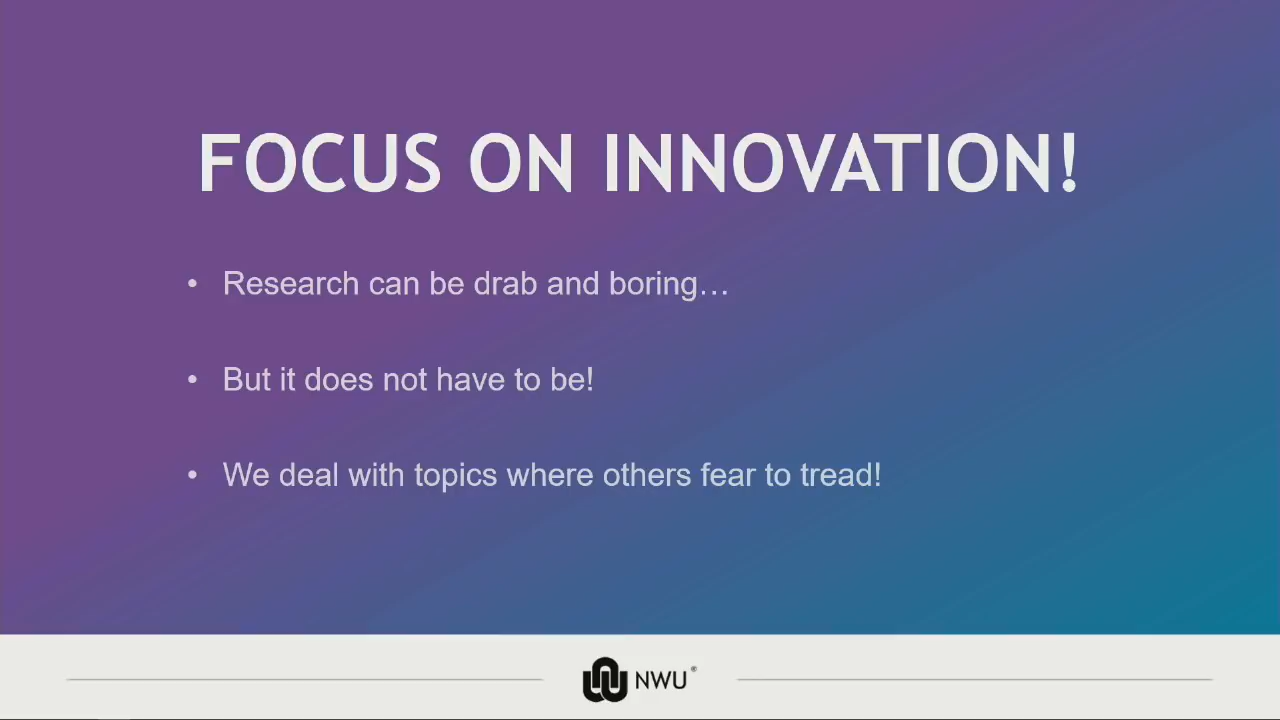 FOCUS ON INNOVATION!
• Research can be drab and boring…
• But it does not have to be!
• We deal with topics where others fear to tread!
NWU®